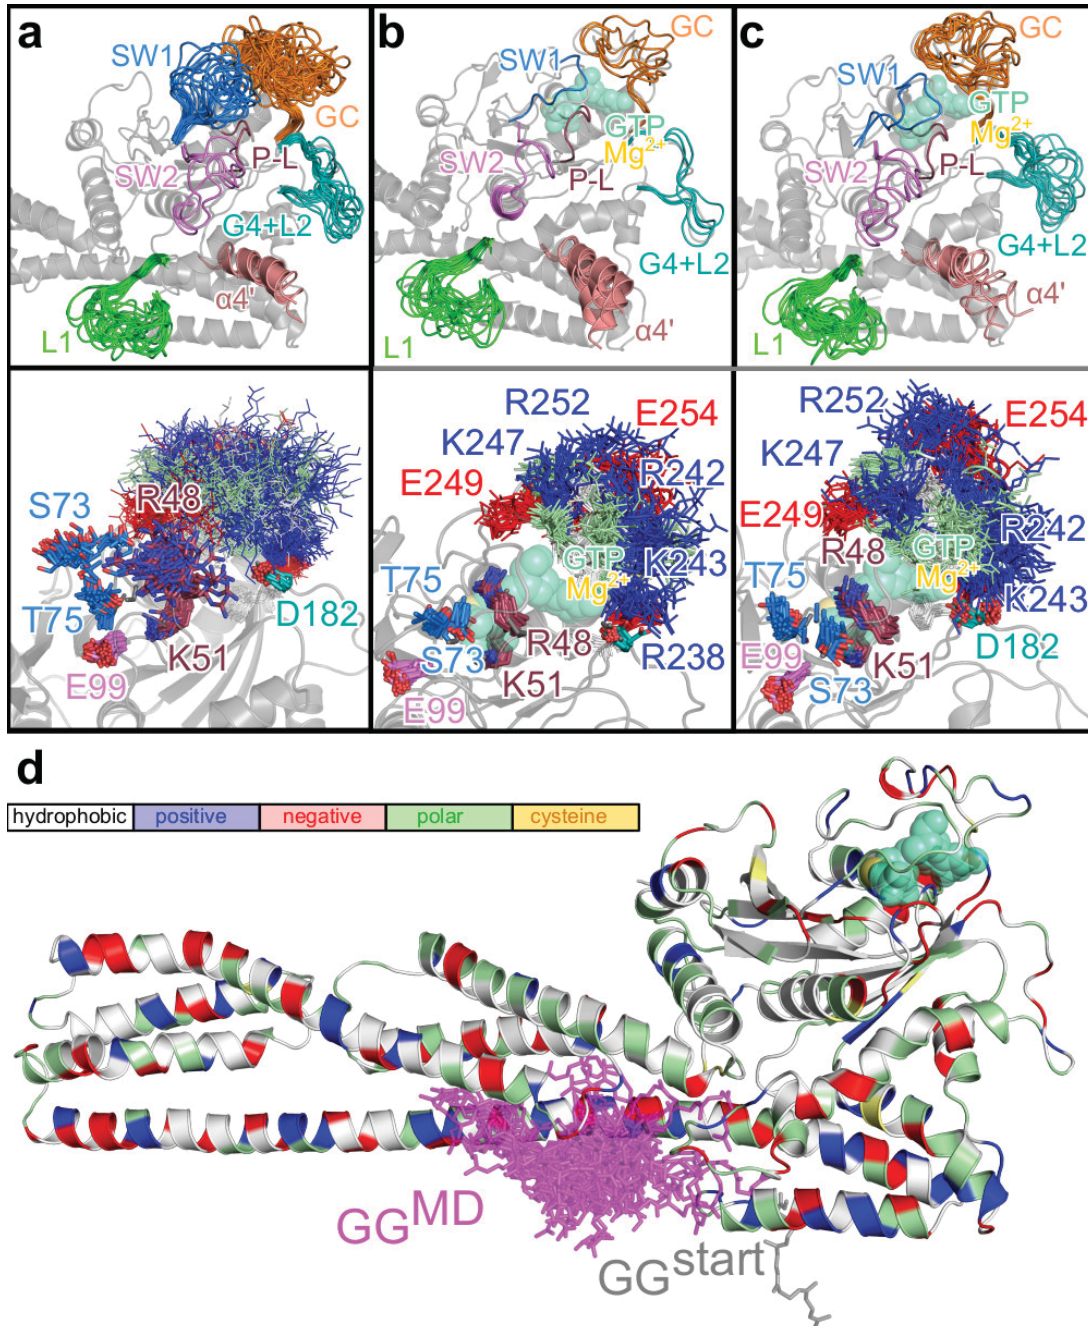 a
SW1
GC
SW2
P-L
G4+L2
L1
α4'
b
GC
SW1
GTP
Mg²⁺
SW2
P-L
G4+L2
L1
α4'
c
GC
SW1
GTP
Mg²⁺
SW2
P-L
G4+L2
L1
α4'
S73
R48
T75
D182
K51
E99
R252
E254
K247
E249
R242
GTP
K243
T75
Mg²⁺
S73
R48
R238
K51
E99
R252
E254
K247
E249
R242
R48
GTP
T75
Mg²⁺
K243
E99
K51
D182
S73
d
hydrophobic positive negative polar cysteine
GGᴹᴰ
GGˢᵗᵃʳᵗ